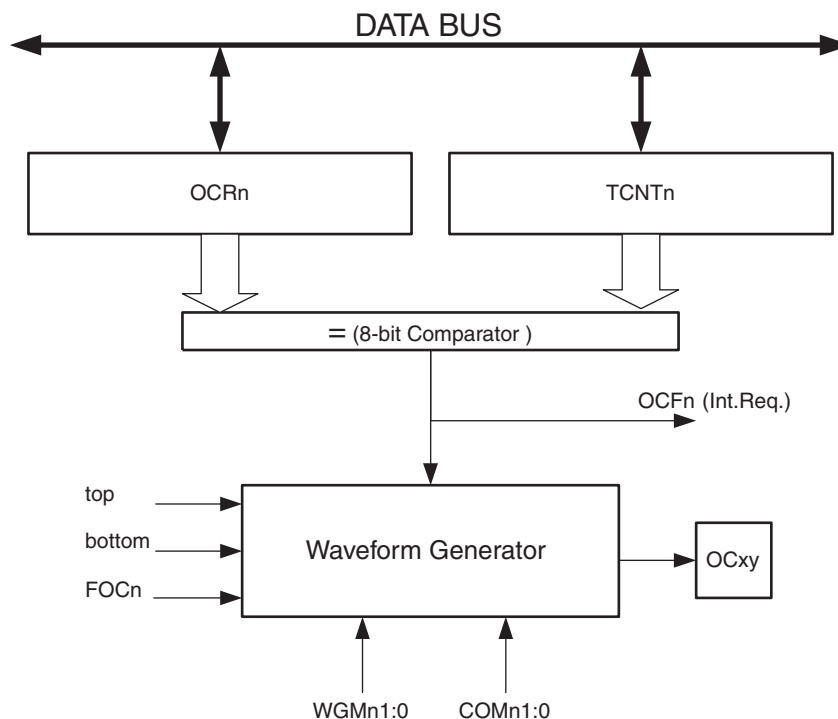 DATA BUS
OCRn
TCNTn
= (8-bit Comparator )
OCFn (Int.Req.)
top
bottom
FOCn
Waveform Generator
OCxy
WGMn1:0
COMn1:0